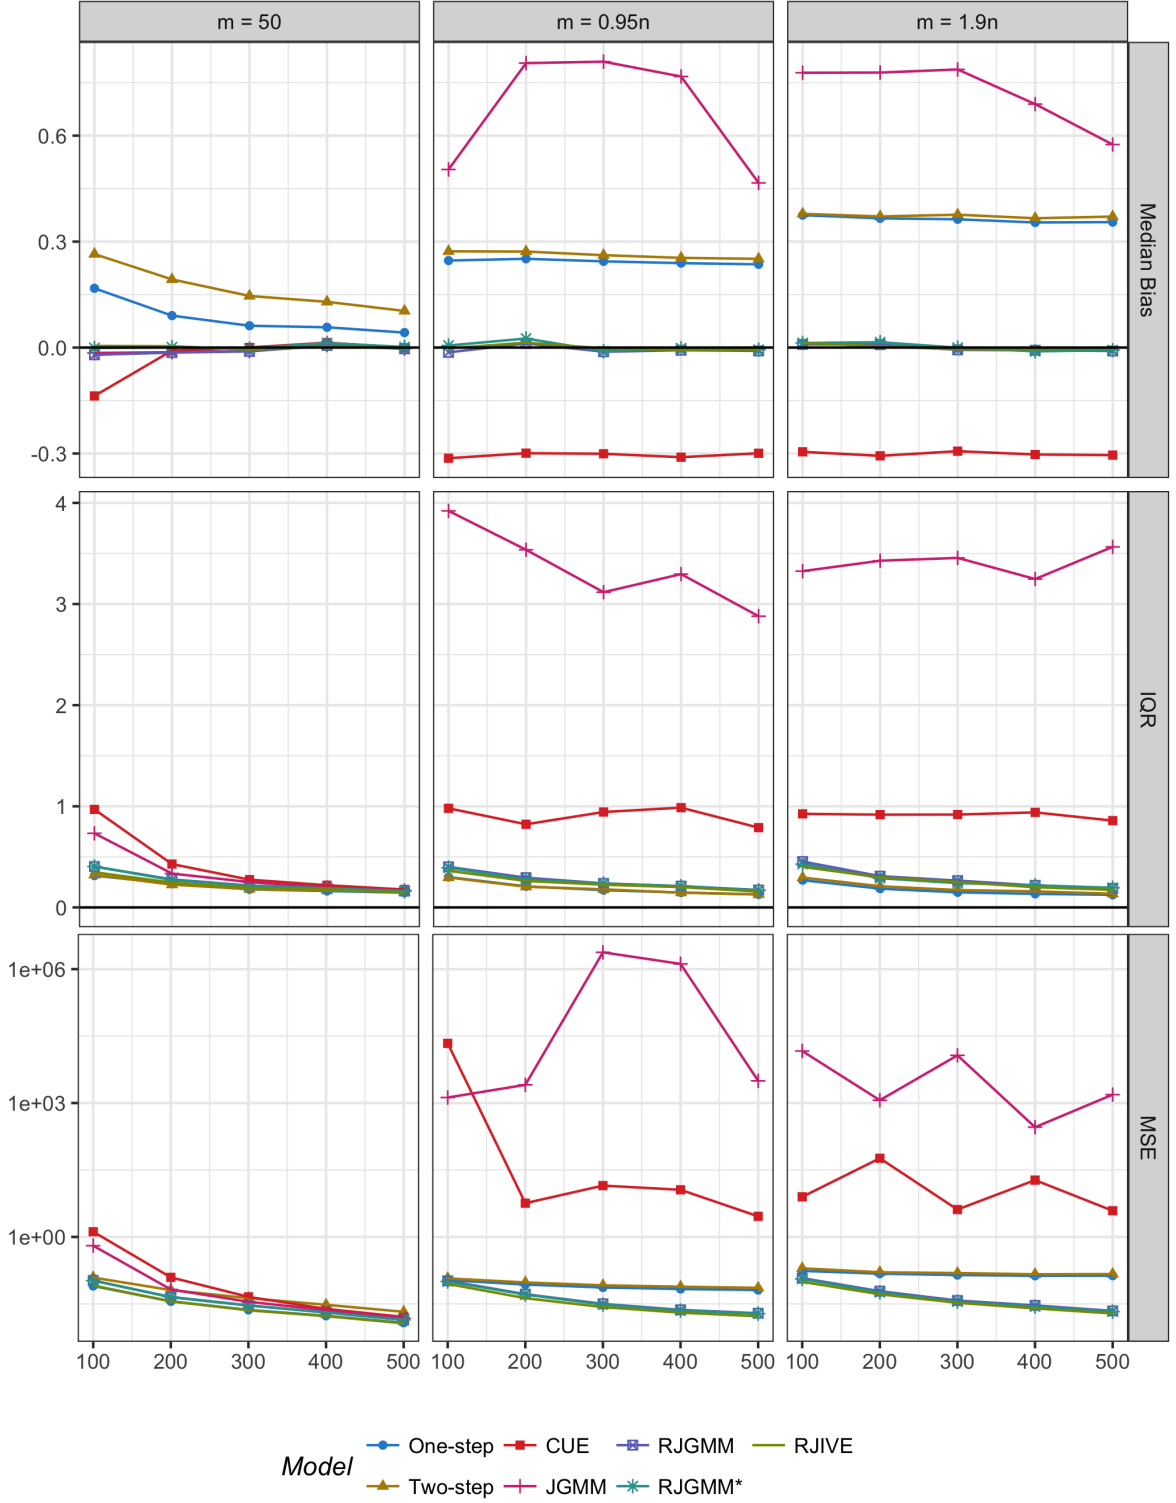 m = 50 m = 0.95n m = 1.9n
0.6
0.3
0.0
-0.3
Median Bias
4
3
2
1
0
IQR
1e+06
1e+03
1e+00
MSE
100 200 300 400 500 100 200 300 400 500 100 200 300 400 500
Model
One-step CUE RJGMM RJIVE
Two-step JGMM RJGMM*